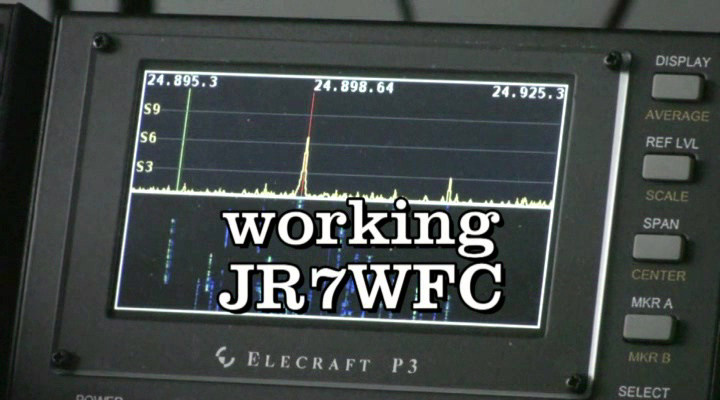 24.895.3 24.898.64 24.925.3
S9
S6
S3
working
JR7WFC
ELECRAFT P3
DISPLAY
AVERAGE
REF LVL
SCALE
SPAN
CENTER
MKR A
MKR B
SELECT
POWER